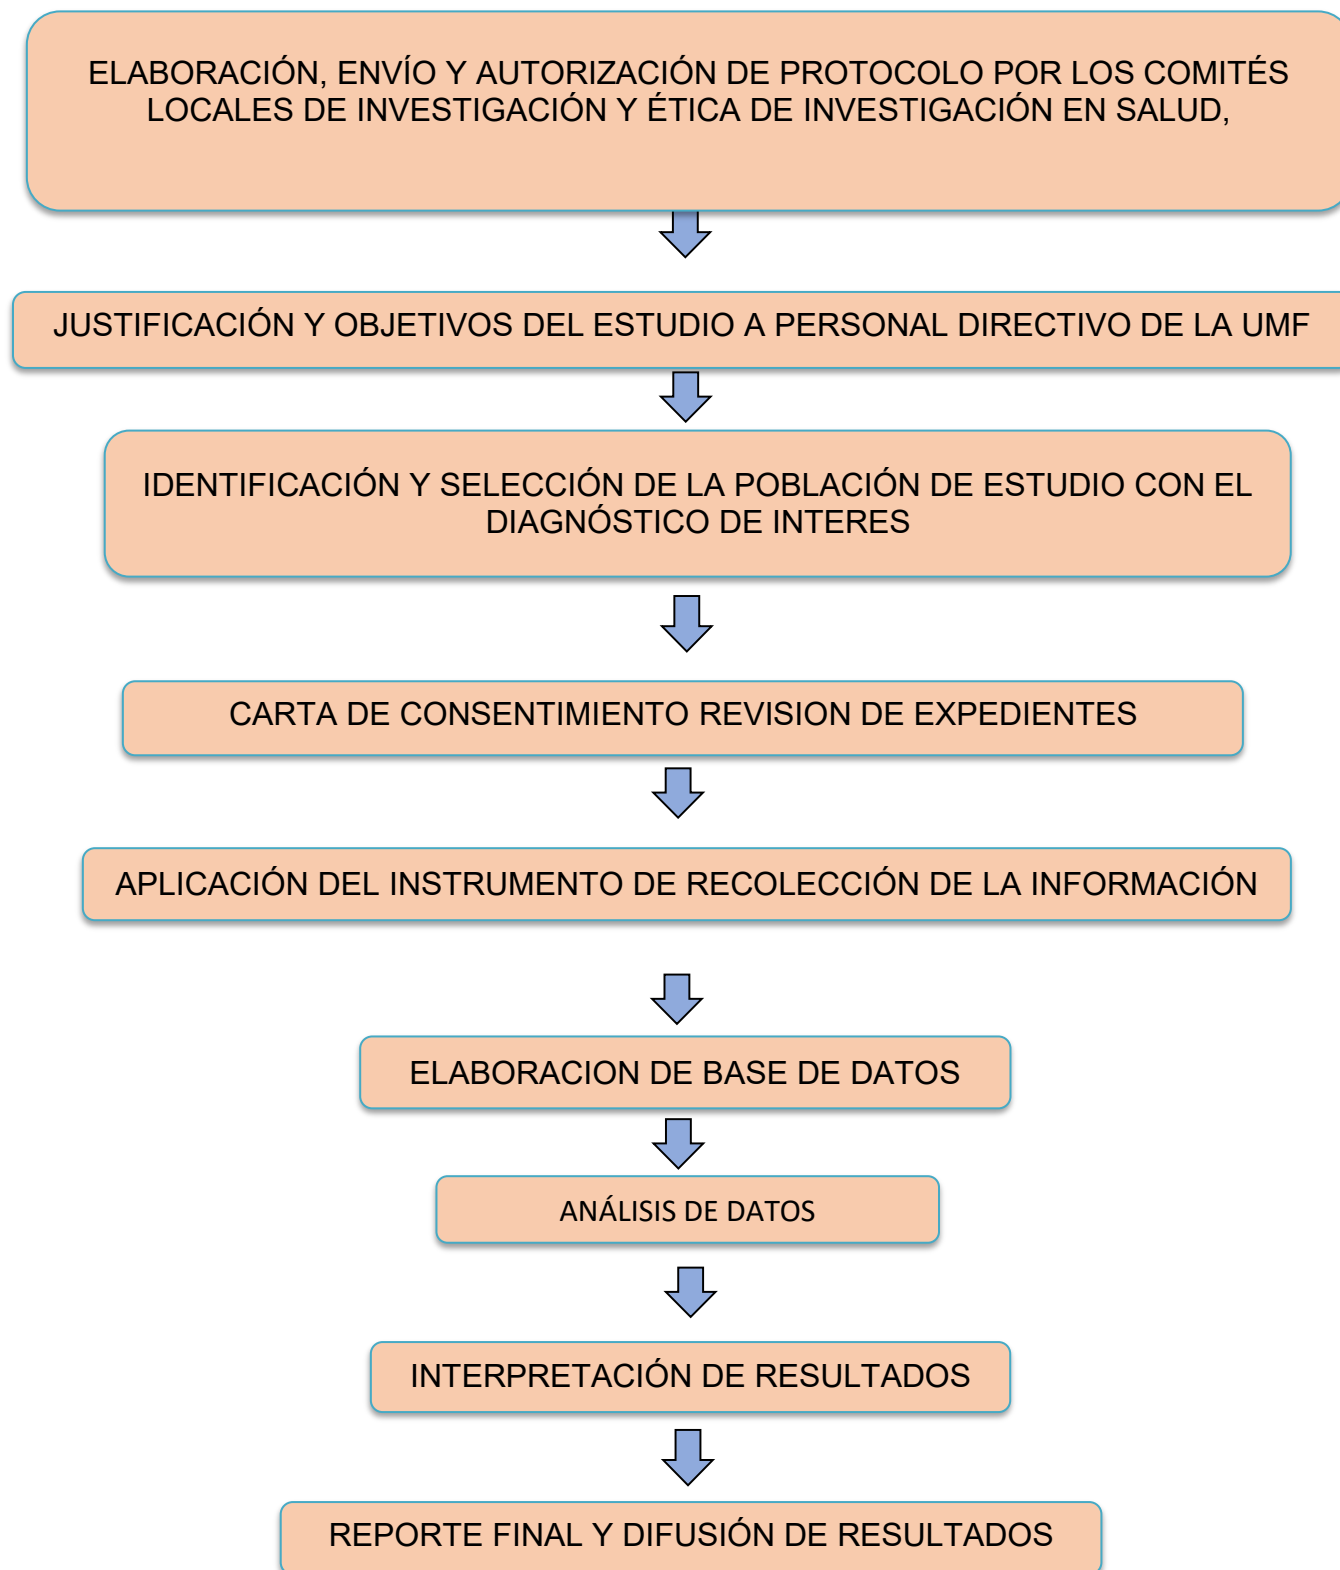 ELABORACIÓN, ENVÍO Y AUTORIZACIÓN DE PROTOCOLO POR LOS COMITÉS
LOCALES DE INVESTIGACIÓN Y ÉTICA DE INVESTIGACIÓN EN SALUD,
JUSTIFICACIÓN Y OBJETIVOS DEL ESTUDIO A PERSONAL DIRECTIVO DE LA UMF
IDENTIFICACIÓN Y SELECCIÓN DE LA POBLACIÓN DE ESTUDIO CON EL
DIAGNÓSTICO DE INTERES
CARTA DE CONSENTIMIENTO REVISION DE EXPEDIENTES
APLICACIÓN DEL INSTRUMENTO DE RECOLECCIÓN DE LA INFORMACIÓN
ELABORACION DE BASE DE DATOS
ANÁLISIS DE DATOS
INTERPRETACIÓN DE RESULTADOS
REPORTE FINAL Y DIFUSIÓN DE RESULTADOS